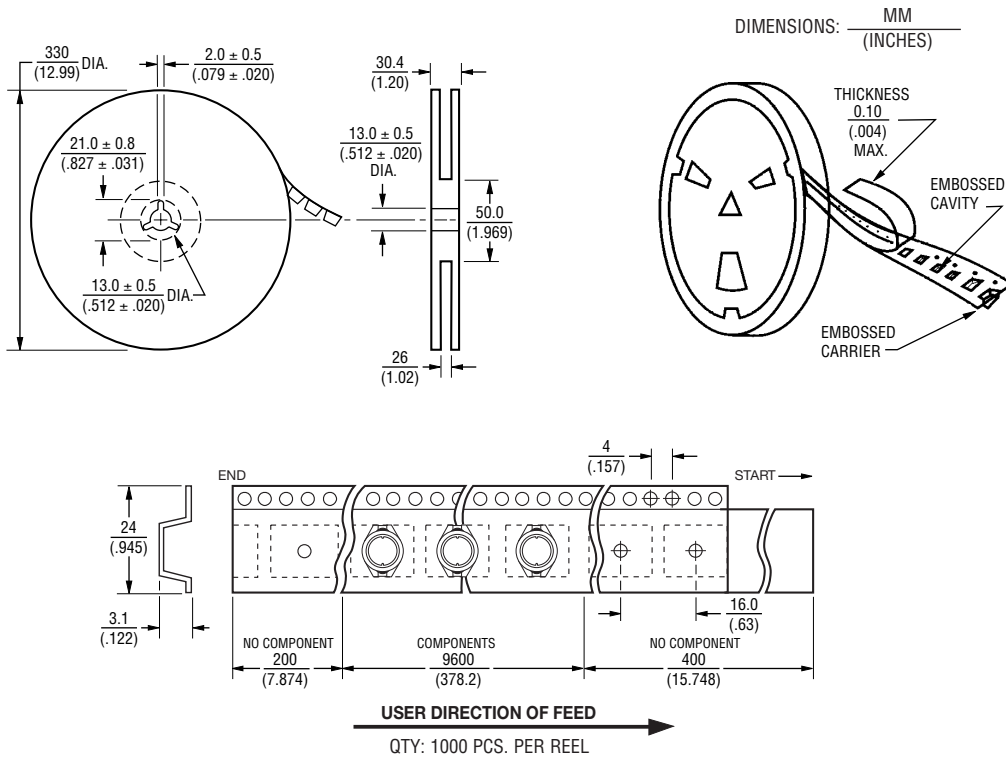 DIMENSIONS: MM
(INCHES)
330
(12.99) DIA.
2.0 ± 0.5
(.079 ± .020)
21.0 ± 0.8
(.827 ± .031)
13.0 ± 0.5
(.512 ± .020) DIA.
30.4
(1.20)
13.0 ± 0.5
(.512 ± .020)
DIA.
50.0
(1.969)
26
(1.02)
THICKNESS
0.10
(.004)
MAX.
EMBOSSED
CAVITY
EMBOSSED
CARRIER
4
(.157)
END
START
24
(.945)
3.1
(.122)
16.0
(.63)
NO COMPONENT
200
(7.874)
COMPONENTS
9600
(378.2)
NO COMPONENT
400
(15.748)
USER DIRECTION OF FEED
QTY: 1000 PCS. PER REEL